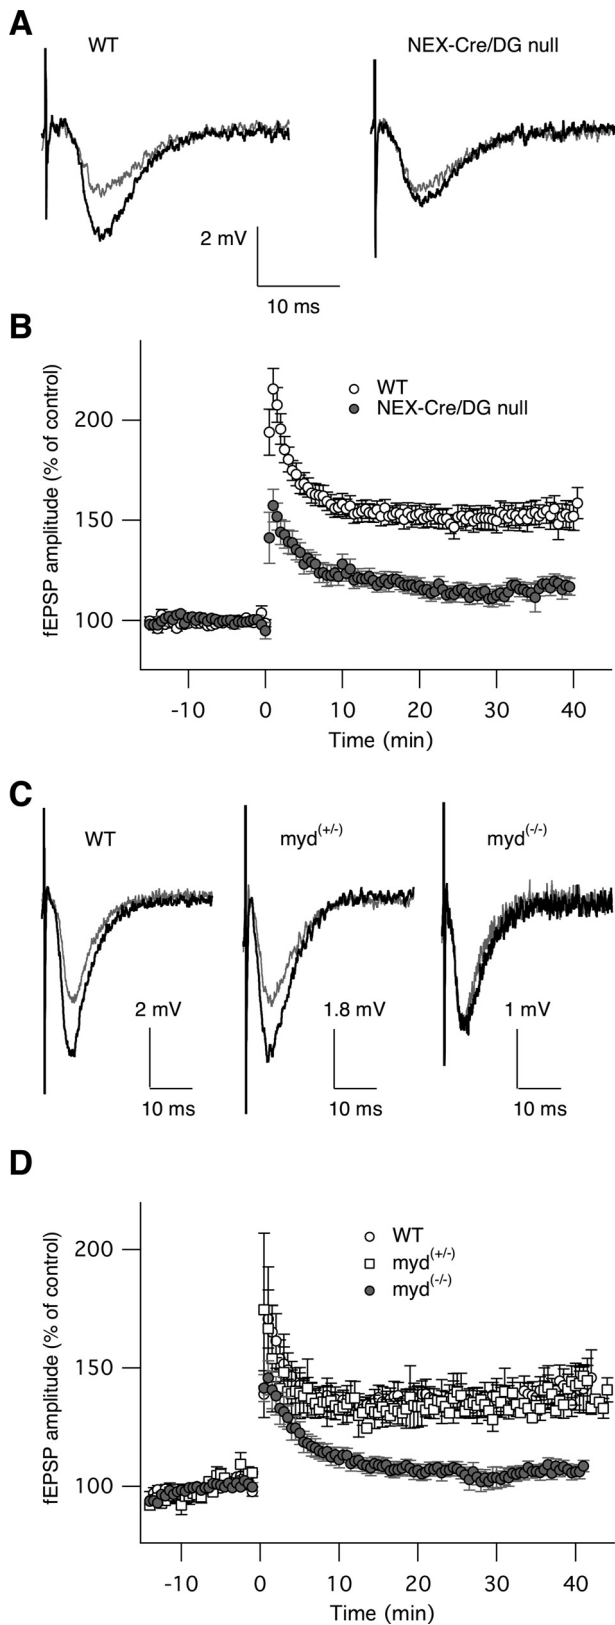 A
WT
NEX-Cre/DG null
2 mV
10 ms
B
fEPSP amplitude (% of control)
200
150
100
WT
NEX-Cre/DG null
-10
0
10
20
30
40
Time (min)
C
WT
myd(+/-)
myd(-/-)
2 mV
1.8 mV
1 mV
10 ms
10 ms
10 ms
D
fEPSP amplitude (% of control)
200
150
100
WT
myd(+/-)
myd(-/-)
-10
0
10
20
30
40
Time (min)